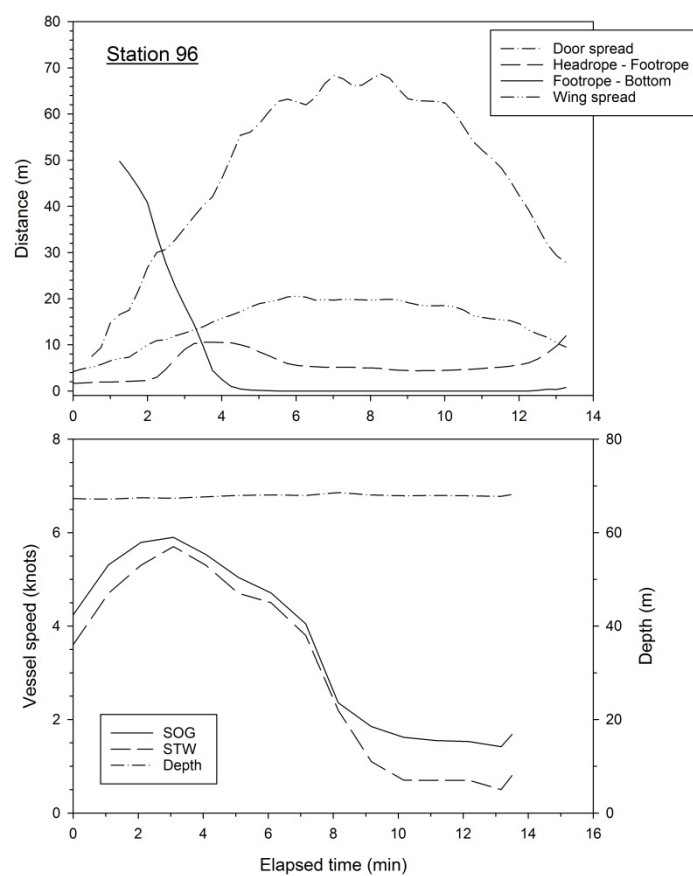 80
Station 96
Door spread
Headrope - Footrope
Footrope - Bottom
Wing spread
70
60
50
40
30
20
10
0
Distance (m)
0 2 4 6 8 10 12 14
8 80
6 60
4 40
2 20
0 0
Vessel speed (knots)
Depth (m)
SOG
STW
Depth
0 2 4 6 8 10 12 14 16
Elapsed time (min)